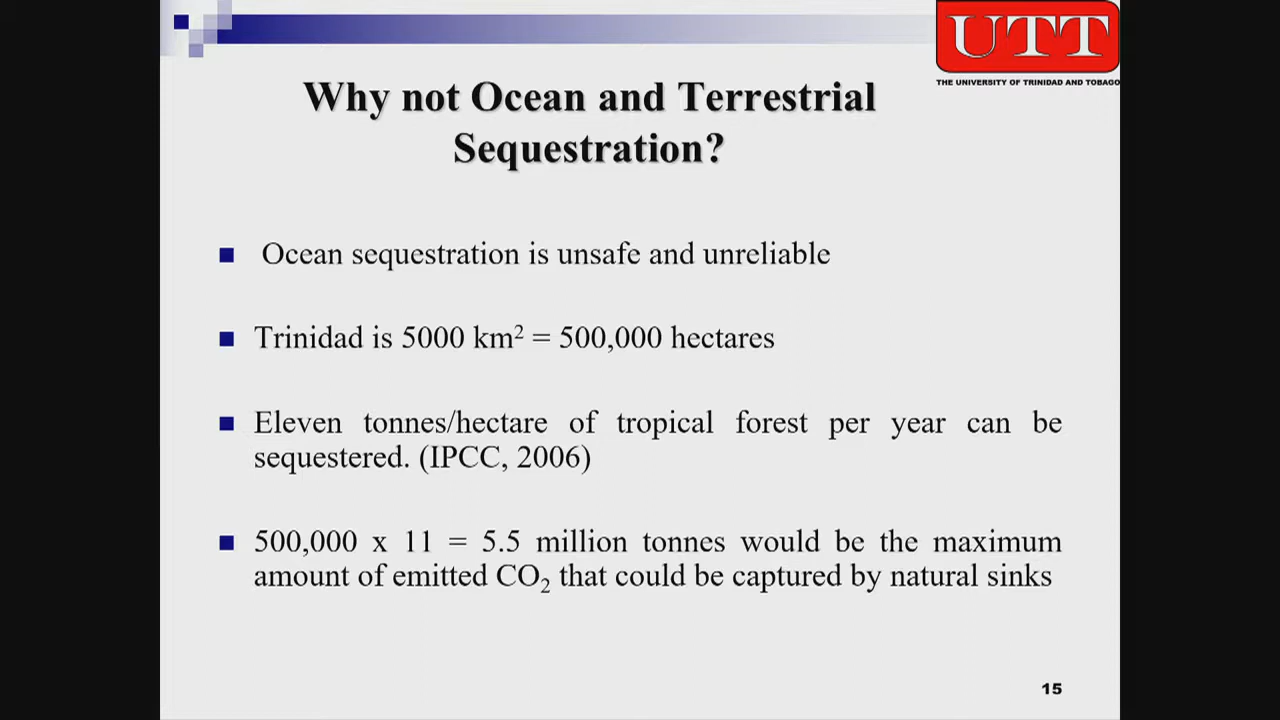 UTT
THE UNIVERSITY OF TRINIDAD AND TOBAGO
Why not Ocean and Terrestrial
Sequestration?
Ocean sequestration is unsafe and unreliable
Trinidad is 5000 km² = 500,000 hectares
Eleven tonnes/hectare of tropical forest per year can be
sequestered. (IPCC, 2006)
500,000 x 11 = 5.5 million tonnes would be the maximum
amount of emitted CO₂ that could be captured by natural sinks
15